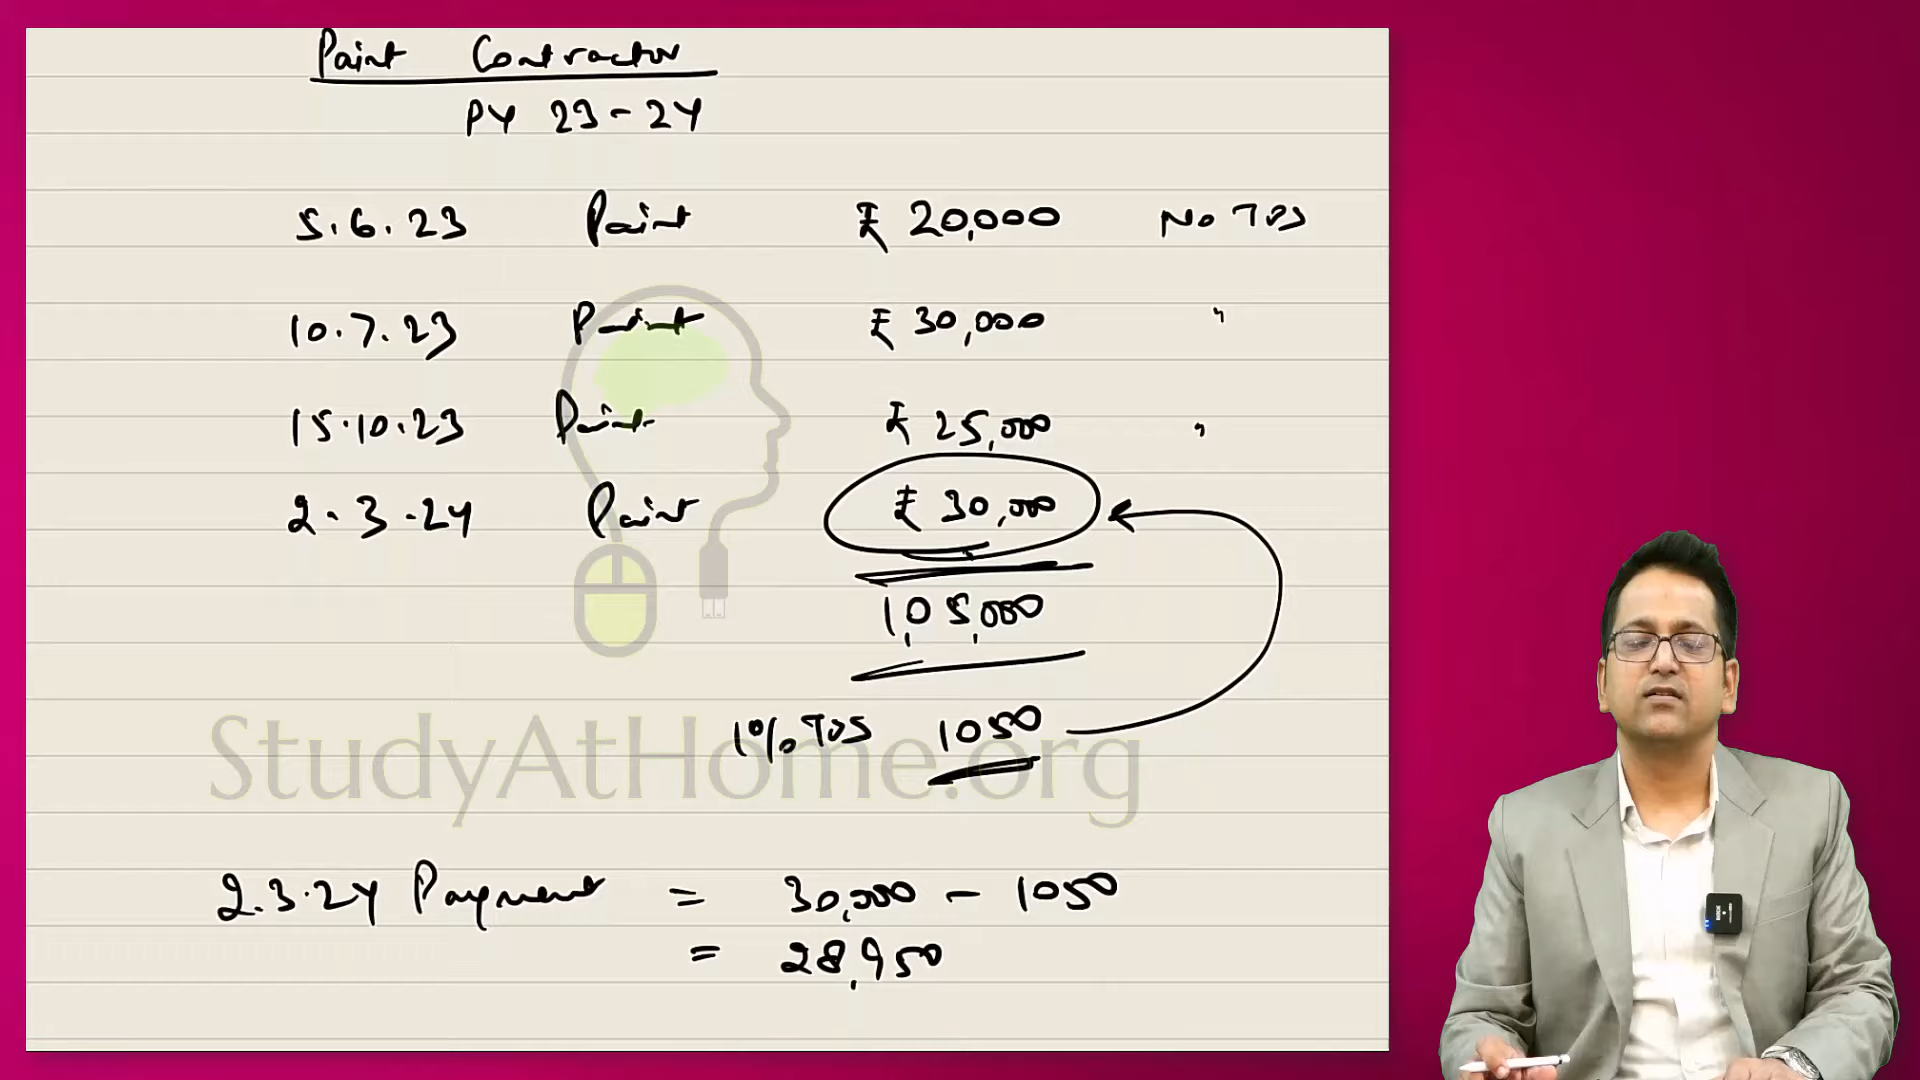 Paint Contractor
PY 23-24
5.6.23 Paint ₹ 20,000 No TDS
10.7.23 Paint ₹ 30,000 "
15.10.23 Paint ₹ 25,000 "
2.3.24 Paint ₹ 30,000
1,05,000
1% TDS 1050
StudyAtHome.org
2.3.24 Payment = 30,000 - 1050
= 28,950